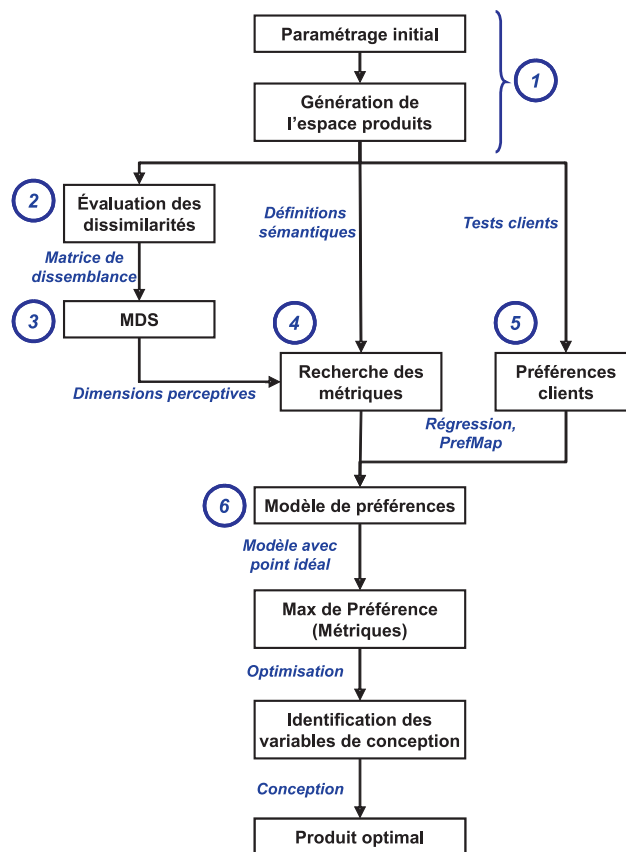 Paramétrage initial
1
Génération de
l'espace produits
2
Évaluation des
dissimilarités
Définitions
sémantiques
Tests clients
Matrice de
dissemblance
3
MDS
4
5
Recherche des
métriques
Préférences
clients
Dimensions perceptives
Régression,
PrefMap
6
Modèle de préférences
Modèle avec
point idéal
Max de Préférence
(Métriques)
Optimisation
Identification des
variables de conception
Conception
Produit optimal